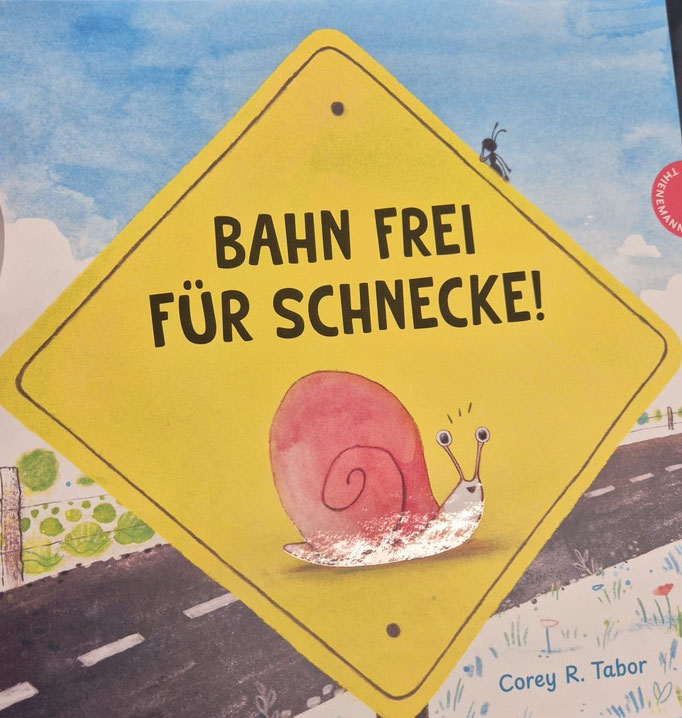 BAHN FREI
FÜR SCHNECKE!
THIENEMANN
Corey R. Tabor